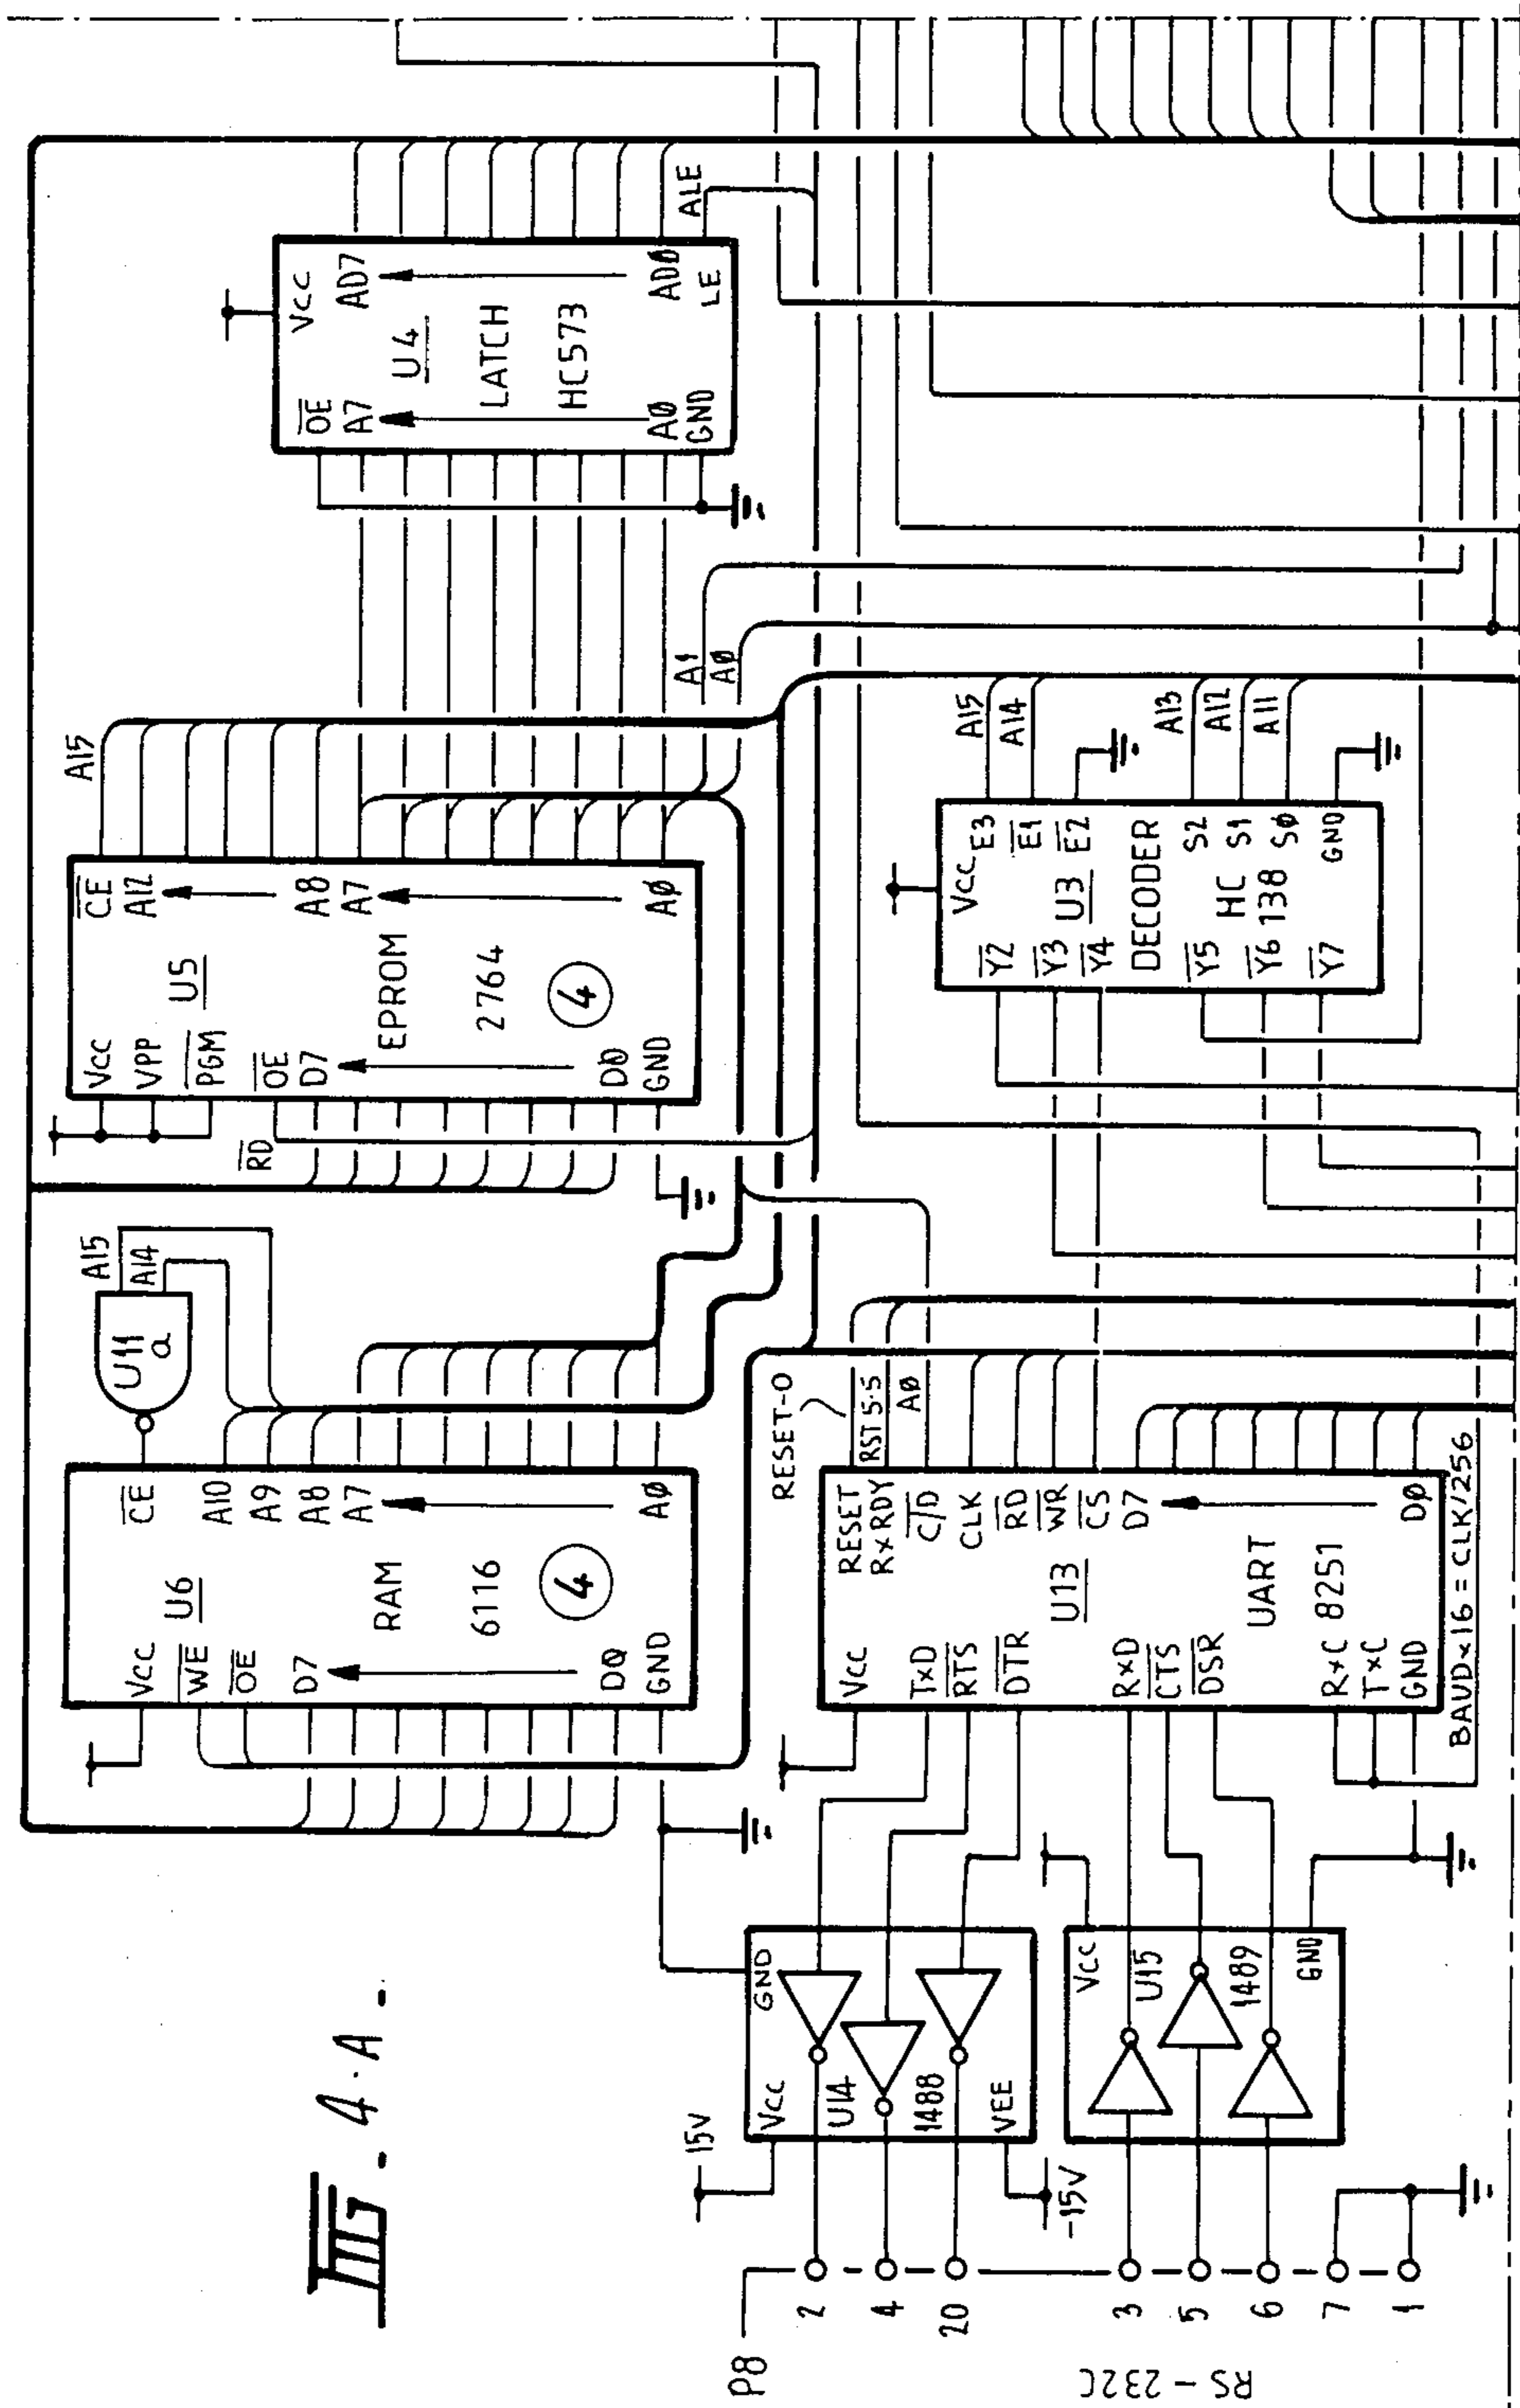 FIG. 4.A.
U6
RAM
6116
4
VCC
WE
OE
D7
D0
GND
CE
A10
A9
A8
A7
A0
U11
a
A15
A14
RD
U5
EPROM
2764
4
VCC
VPP
PGM
OE
D7
D0
GND
CE
A12
A8
A7
A0
A15
A1
A0
U4
LATCH
HC573
OE
A7
A0
GND
VCC
AD7
AD0
LE
ALE
P8
RS-232C
2
4
20
3
5
6
7
1
15V
-15V
VCC
U14
1488
VEE
GND
VCC
U15
1489
GND
U13
UART
8251
VCC
TxD
RTS
DTR
RxD
CTS
DSR
RxC
TxC
GND
RESET
RxRDY
C/D
CLK
RD
WR
CS
D7
D0
RESET-O
RST5.5
A0
BAUD×16 = CLK/256
U3
DECODER
HC
138
VCC
Y2
Y3
Y4
Y5
Y6
Y7
E3
E1
E2
S2
S1
S0
GND
A15
A14
A13
A12
A11